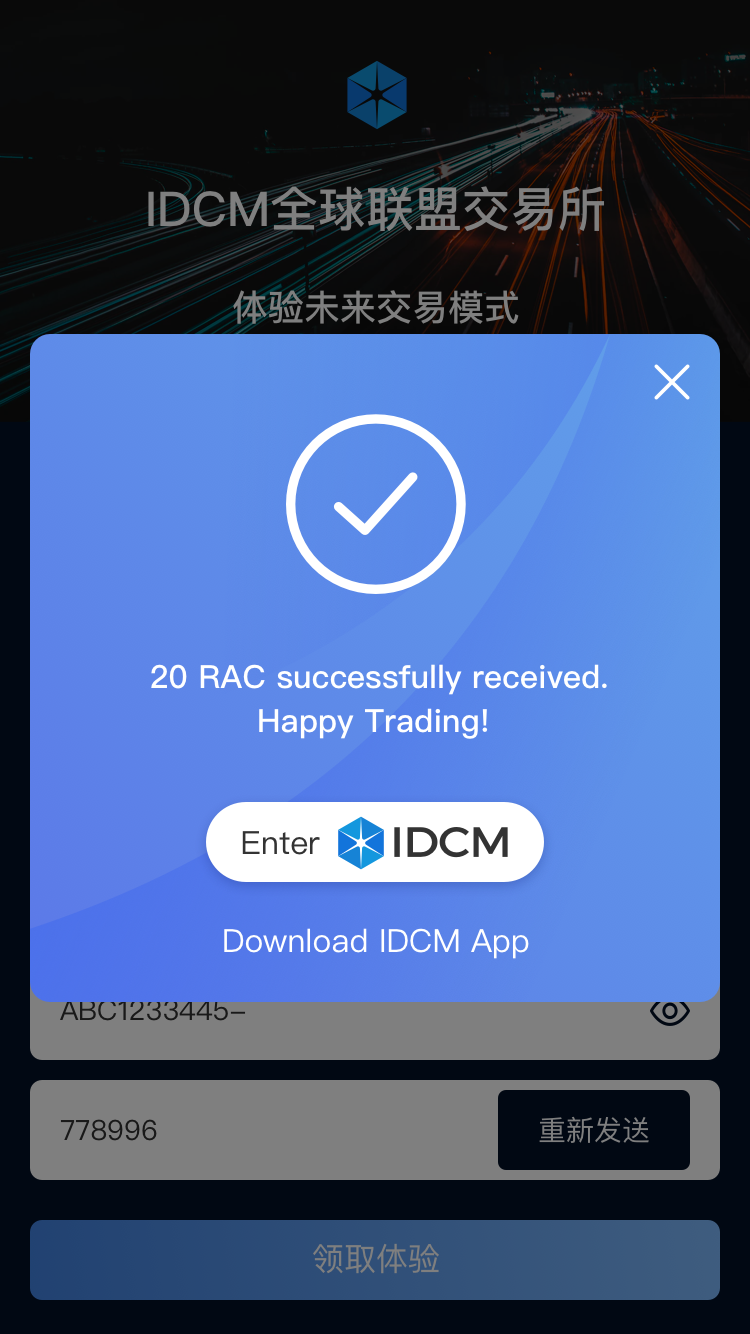 IDCM全球联盟交易所
体验未来交易模式
20 RAC successfully received.
Happy Trading!
Enter IDCM
Download IDCM App
ABC1233445–
778996
重新发送
领取体验